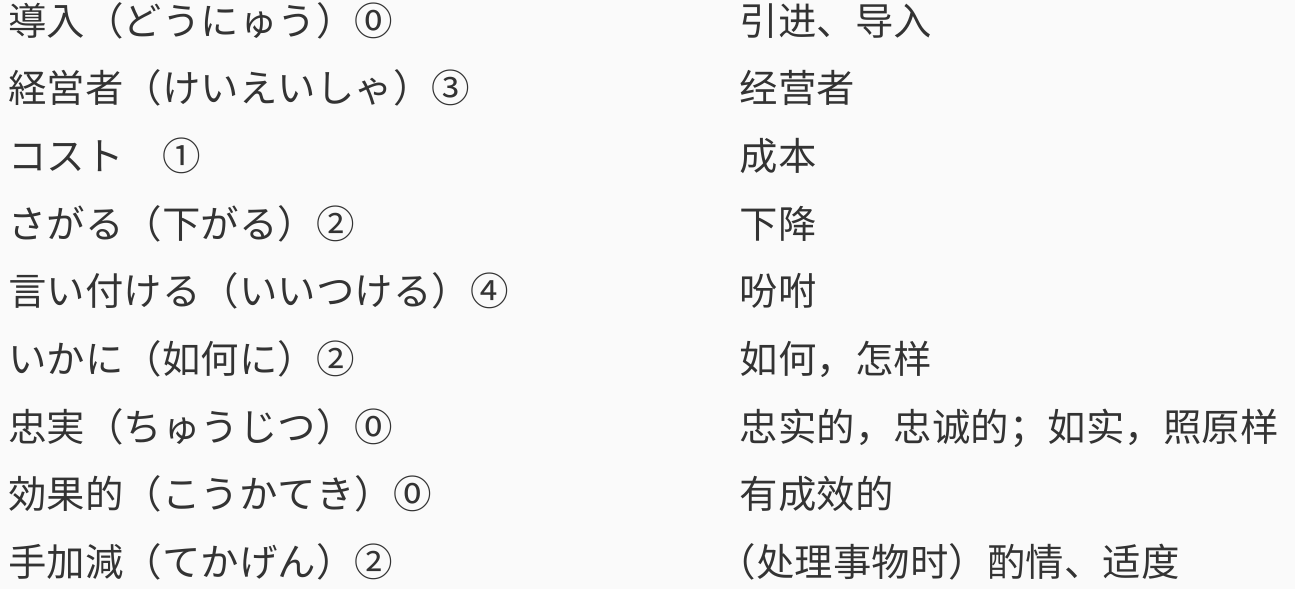 導入（どうにゅう）⓪ 引进、导入
経営者（けいえいしゃ）③ 经营者
コスト　① 成本
さがる（下がる）② 下降
言い付ける（いいつける）④ 吩咐
いかに（如何に）② 如何，怎样
忠実（ちゅうじつ）⓪ 忠实的，忠诚的；如实，照原样
効果的（こうかてき）⓪ 有成效的
手加減（てかげん）② （处理事物时）酌情、适度